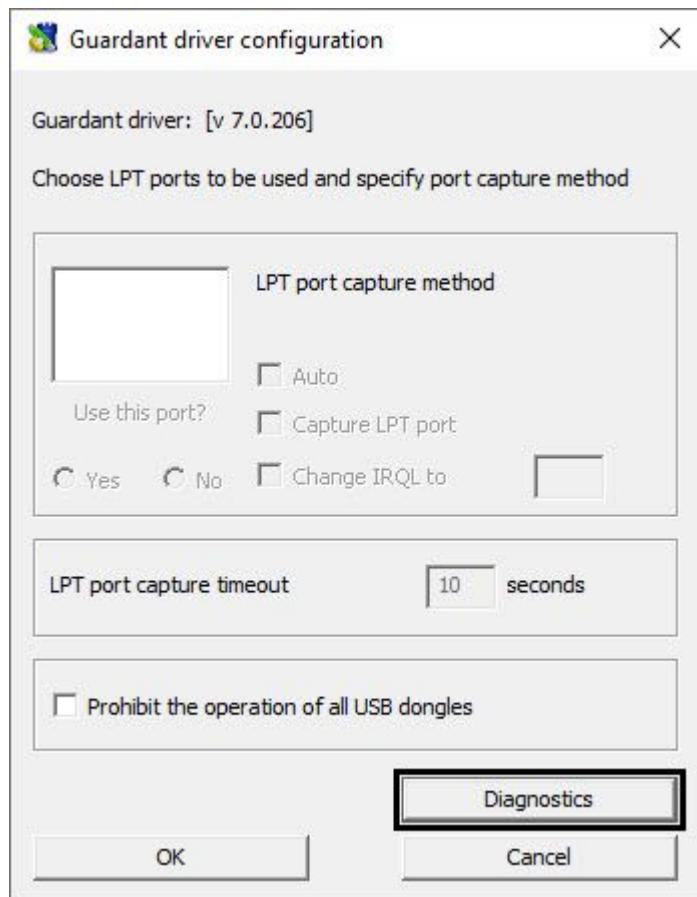 Guardant driver configuration
Guardant driver: [v 7.0.206]
Choose LPT ports to be used and specify port capture method
LPT port capture method
Auto
Use this port?
Capture LPT port
Yes No Change IRQL to
LPT port capture timeout 10 seconds
Prohibit the operation of all USB dongles
Diagnostics
OK Cancel